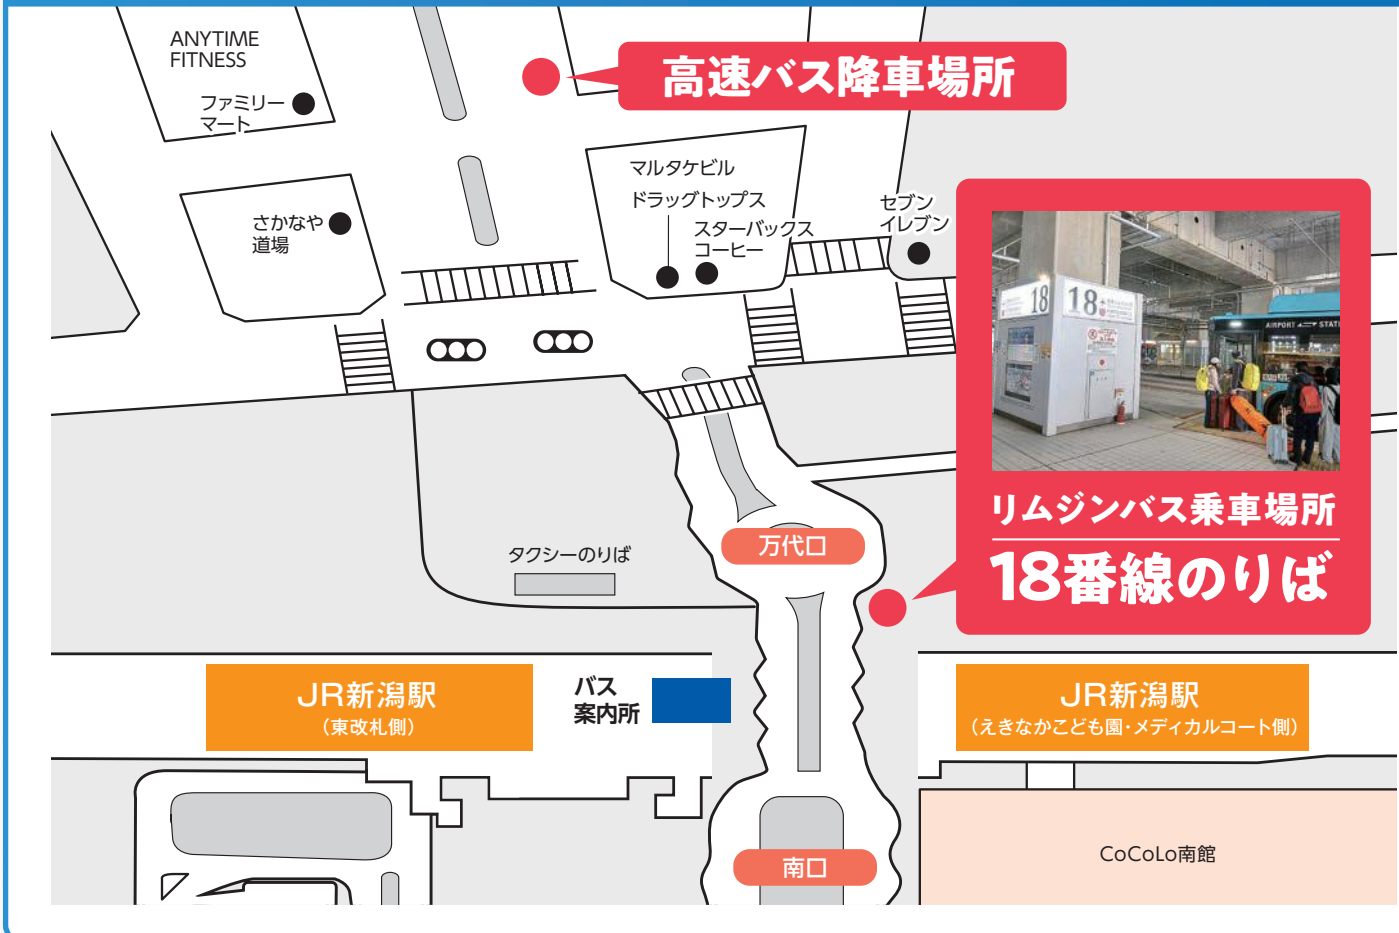 ANYTIME
FITNESS
ファミリー
マート
高速バス降車場所
さかなや
道場
マルタケビル
ドラッグトップス
スターバックス
コーヒー
セブン
イレブン
18
18
AIRPORT
STAT
リムジンバス乗車場所
18番線のりば
万代口
タクシーのりば
JR新潟駅
(東改札側)
バス
案内所
JR新潟駅
(えきなかこども園・メディカルコート側)
南口
CoCoLo南館